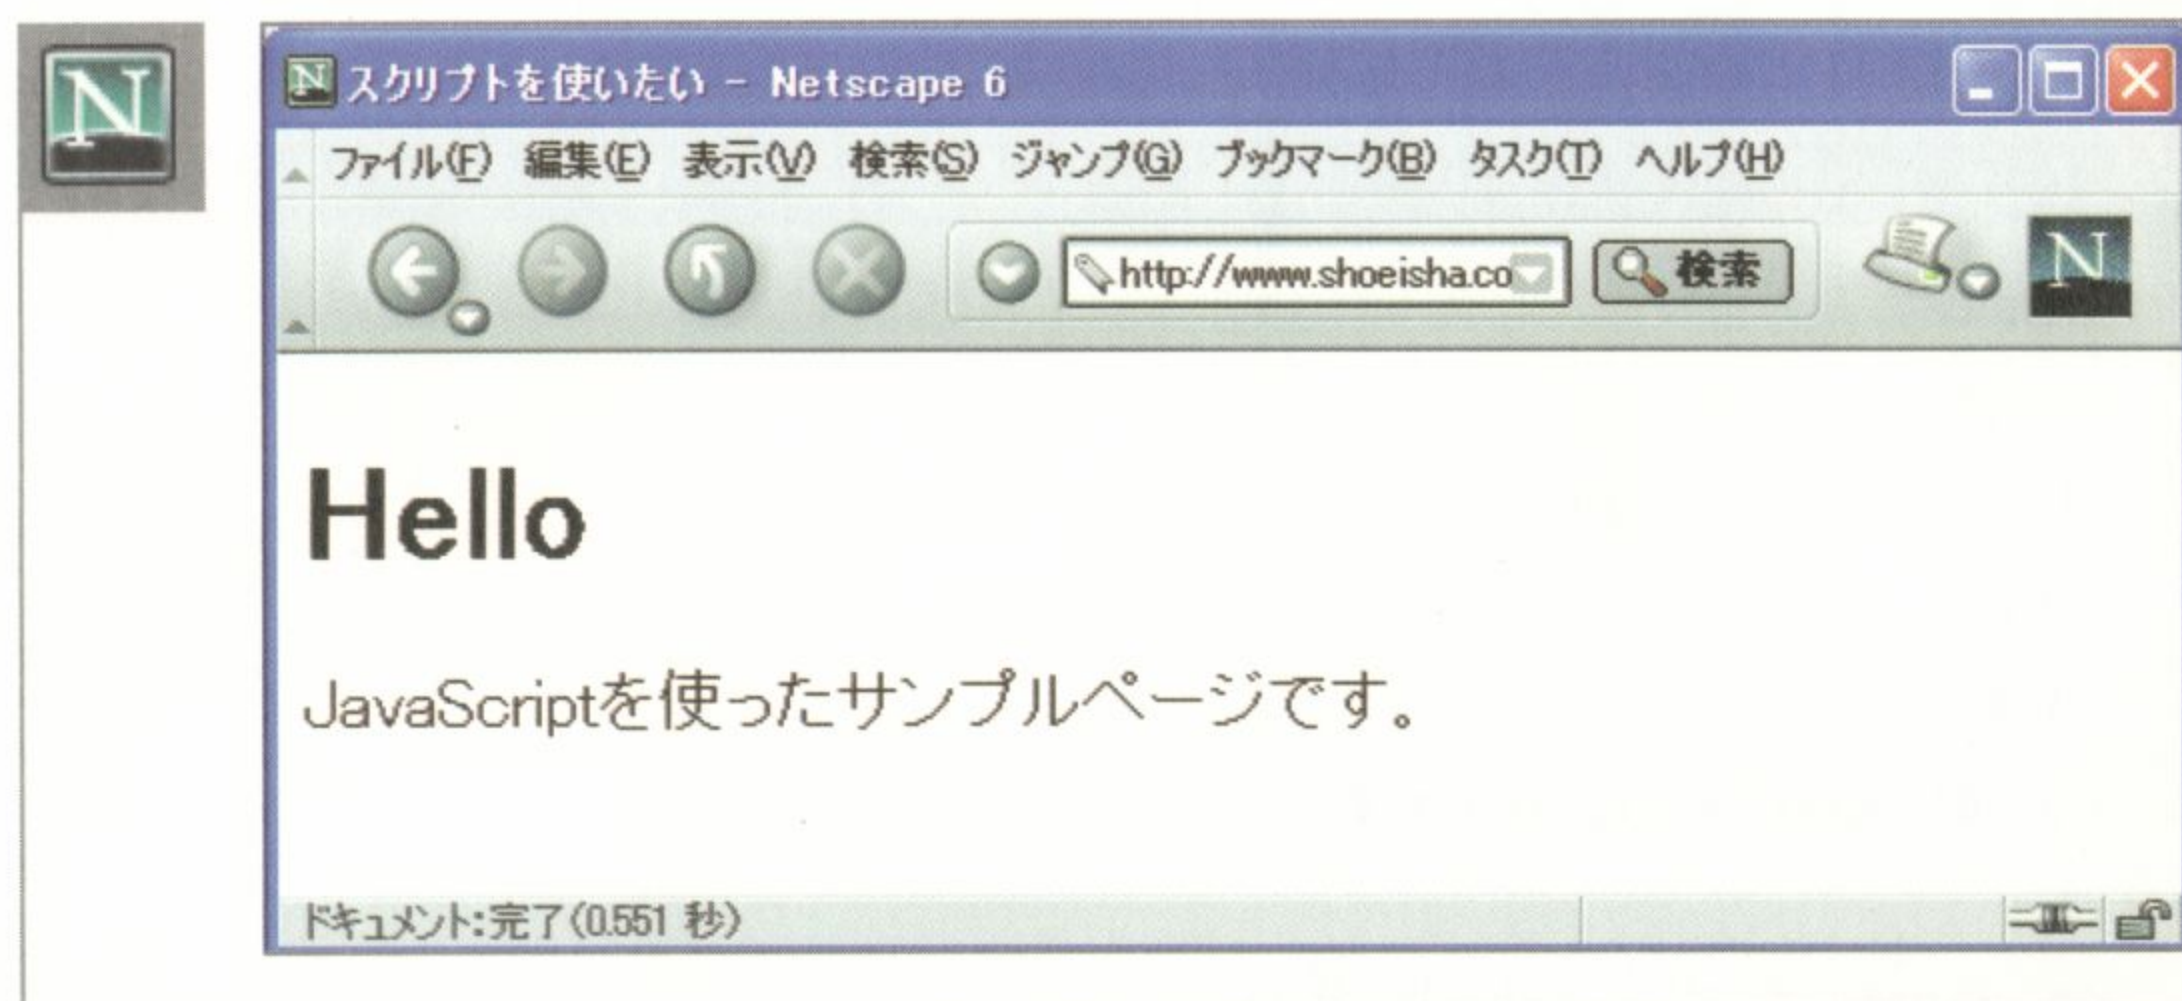 N
スクリプトを使いたい - Netscape 6
ファイル(F) 編集(E) 表示(V) 検索(S) ジャンプ(G) ブックマーク(B) タスク(T) ヘルプ(H)
http://www.shoeisha.co 検索 N
Hello
JavaScriptを使ったサンプルページです。
ドキュメント:完了(0.551 秒)